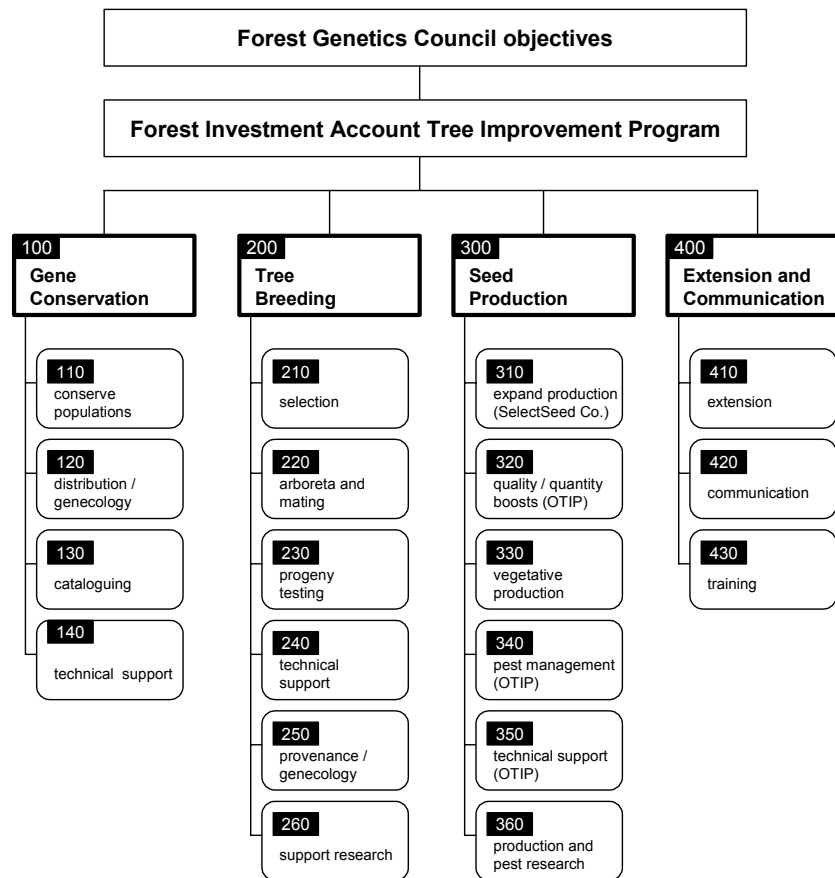 Forest Genetics Council objectives
Forest Investment Account Tree Improvement Program
100
Gene
Conservation
110
conserve
populations
120
distribution /
genecology
130
cataloguing
140
technical support
200
Tree
Breeding
210
selection
220
arboreta and
mating
230
progeny
testing
240
technical
support
250
provenance /
genecology
260
support research
300
Seed
Production
310
expand production
(SelectSeed Co.)
320
quality / quantity
boosts (OTIP)
330
vegetative
production
340
pest management
(OTIP)
350
technical support
(OTIP)
360
production and
pest research
400
Extension and
Communication
410
extension
420
communication
430
training